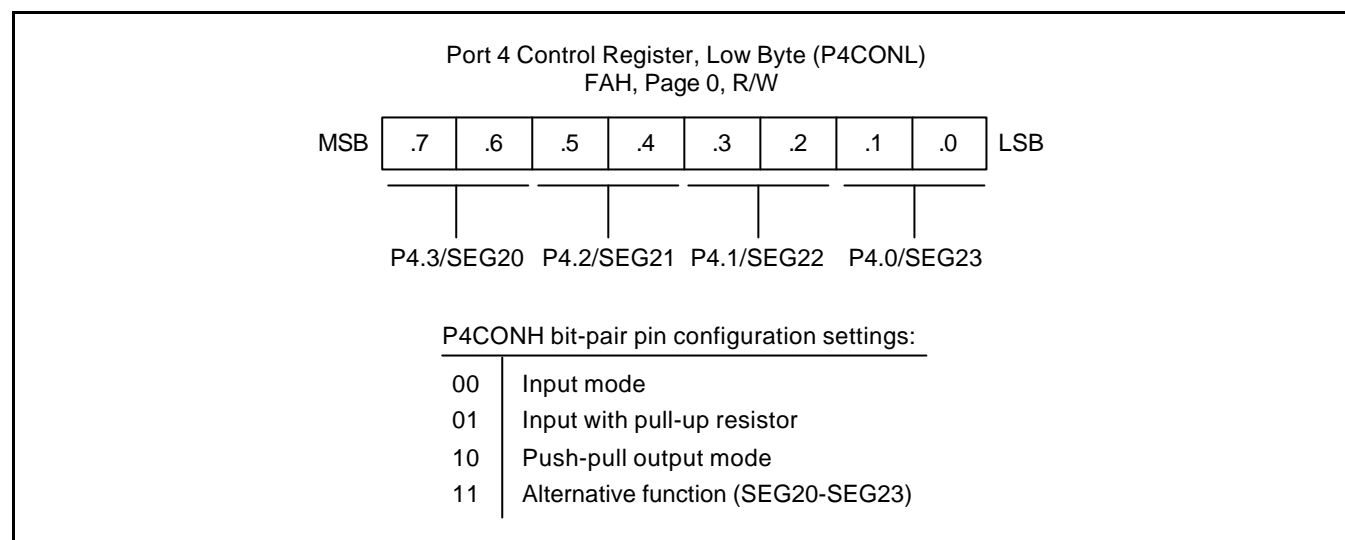 Port 4 Control Register, Low Byte (P4CONL)
FAH, Page 0, R/W
MSB .7 .6 .5 .4 .3 .2 .1 .0 LSB
P4.3/SEG20 P4.2/SEG21 P4.1/SEG22 P4.0/SEG23
P4CONH bit-pair pin configuration settings:
00 Input mode
01 Input with pull-up resistor
10 Push-pull output mode
11 Alternative function (SEG20-SEG23)